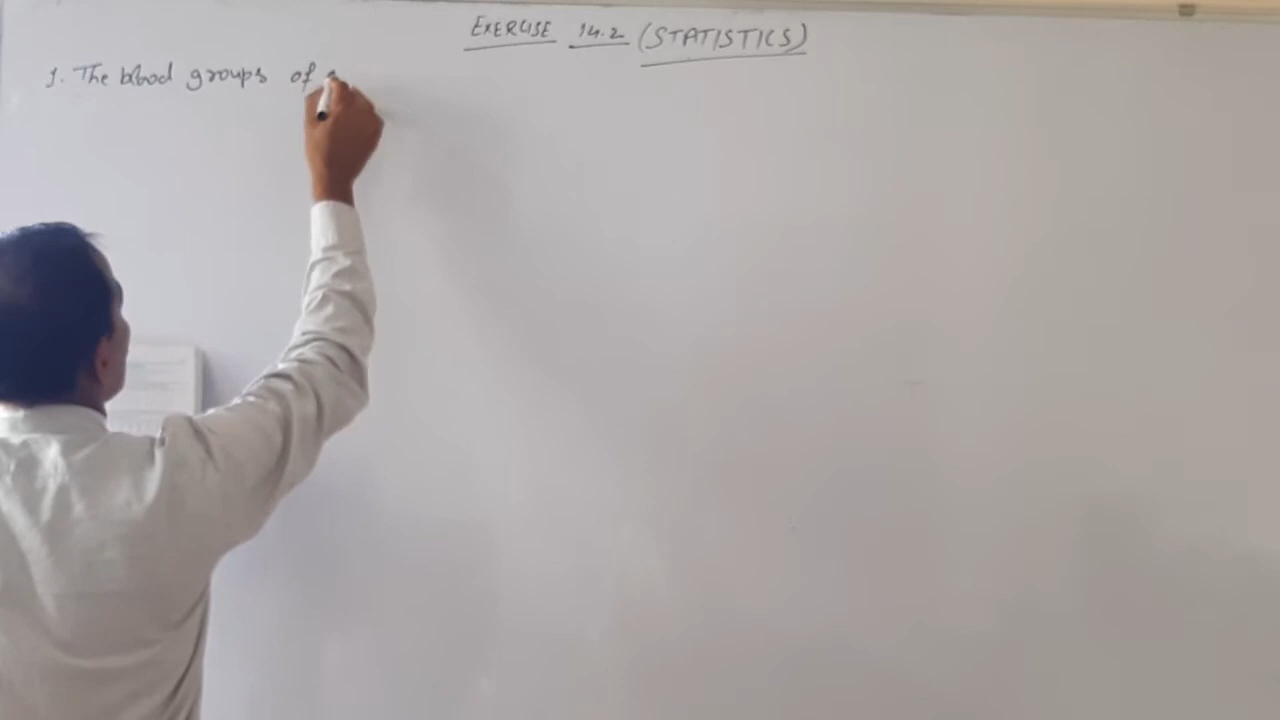 EXERCISE 14.2 (STATISTICS)
1. The blood groups of